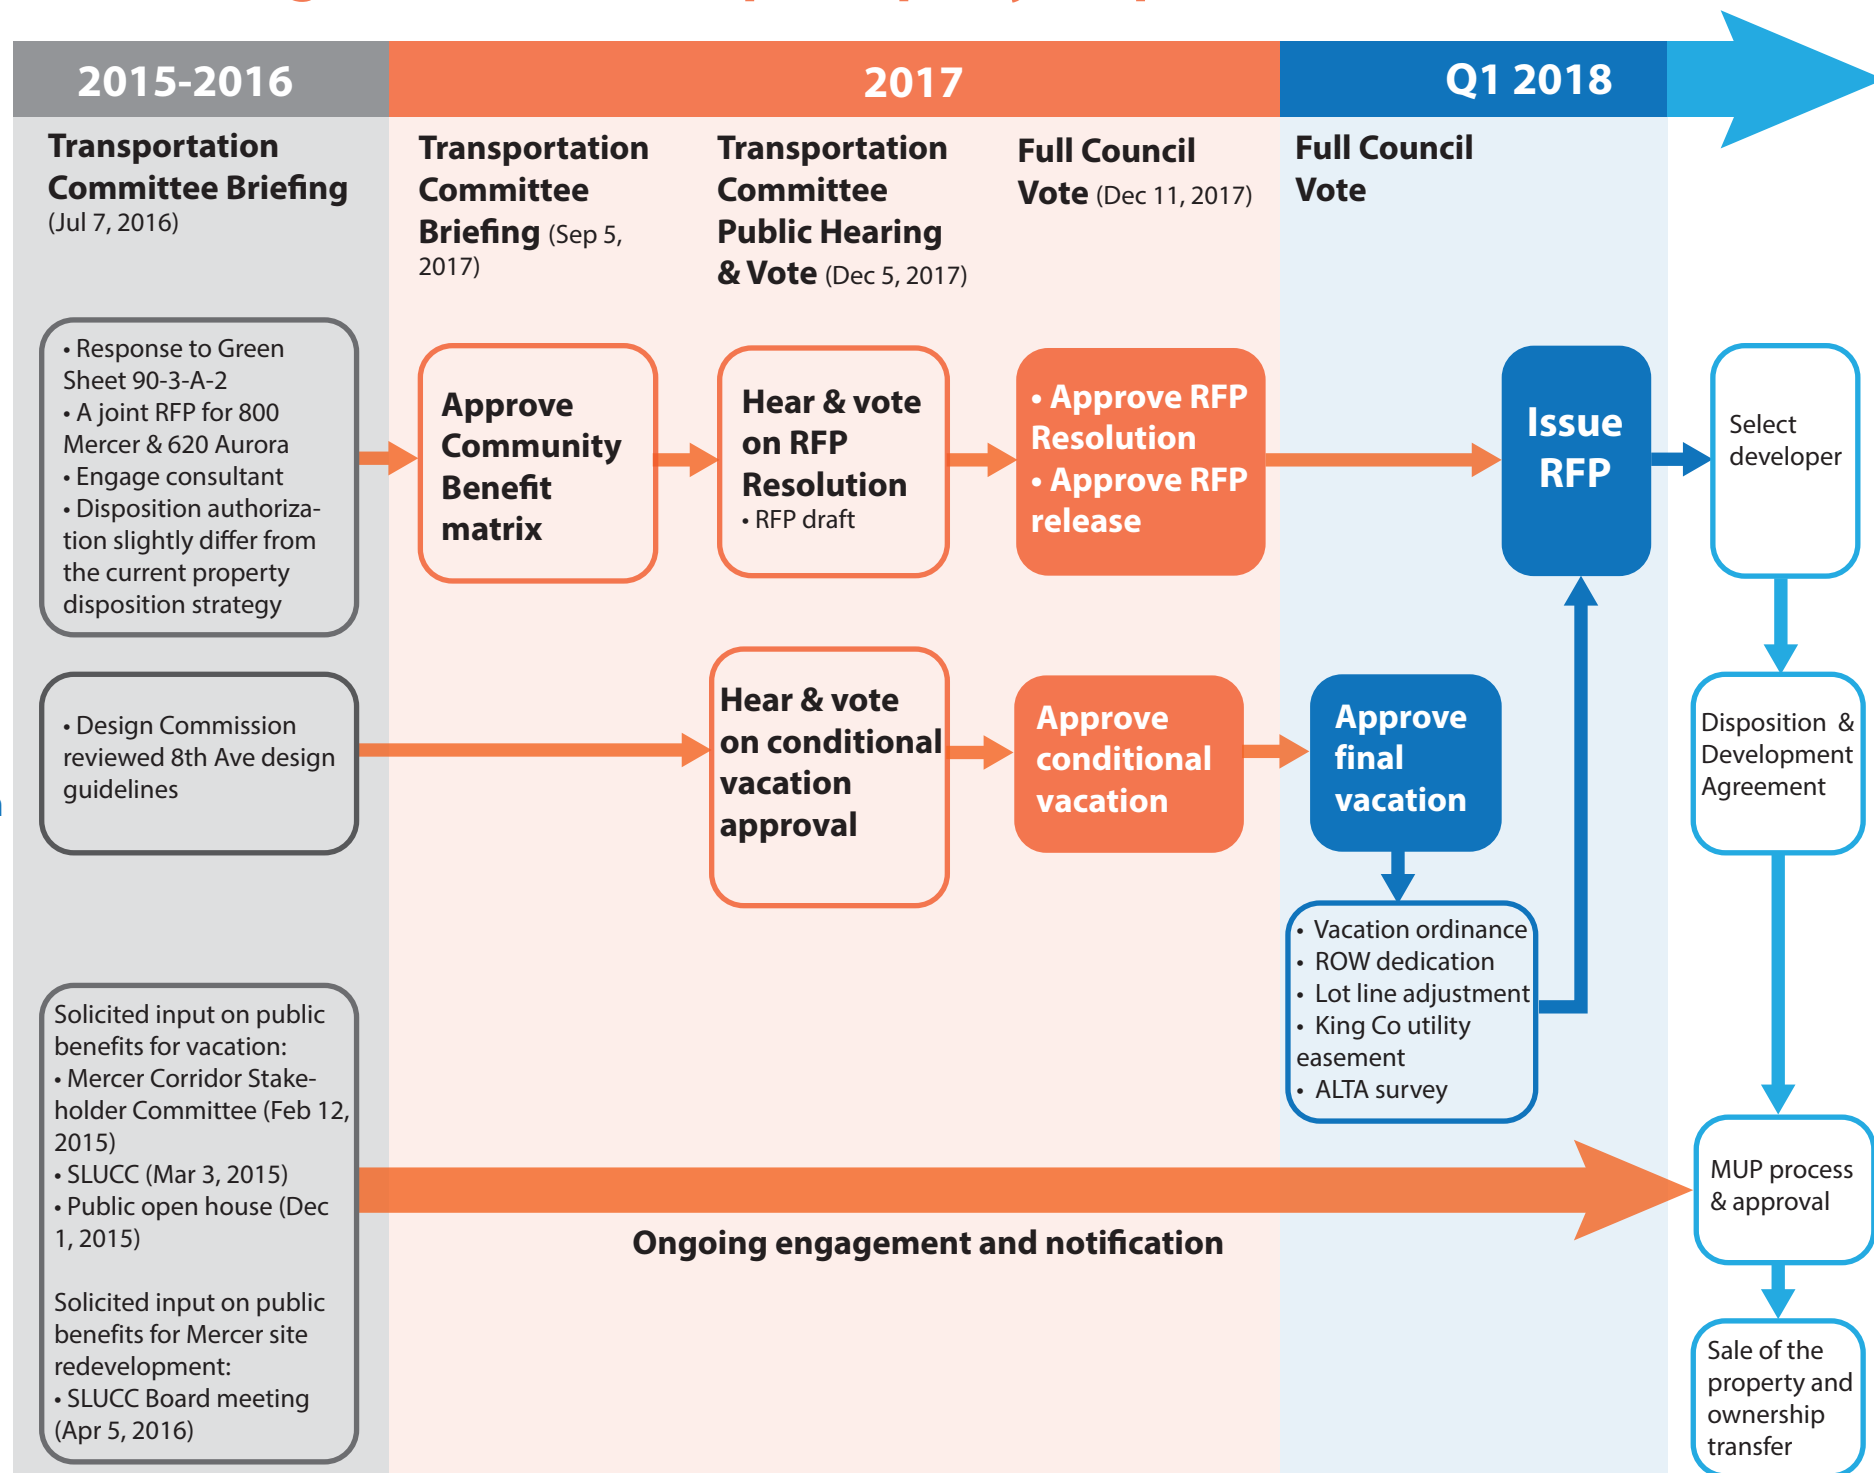 2015-2016
2017
Q1 2018
Transportation
Committee Briefing
(Jul 7, 2016)
Transportation
Committee
Briefing (Sep 5,
2017)
Transportation
Committee
Public Hearing
& Vote (Dec 5, 2017)
Full Council
Vote (Dec 11, 2017)
Full Council
Vote
• Response to Green
Sheet 90-3-A-2
• A joint RFP for 800
Mercer & 620 Aurora
• Engage consultant
• Disposition authoriza-
tion slightly differ from
the current property
disposition strategy
Approve
Community
Benefit
matrix
Hear & vote
on RFP
Resolution
• RFP draft
• Approve RFP
Resolution
• Approve RFP
release
Issue
RFP
Select
developer
• Design Commission
reviewed 8th Ave design
guidelines
Hear & vote
on conditional
vacation
approval
Approve
conditional
vacation
Approve
final
vacation
Disposition &
Development
Agreement
• Vacation ordinance
• ROW dedication
• Lot line adjustment
• King Co utility
easement
• ALTA survey
Solicited input on public
benefits for vacation:
• Mercer Corridor Stake-
holder Committee (Feb 12,
2015)
• SLUCC (Mar 3, 2015)
• Public open house (Dec
1, 2015)
Solicited input on public
benefits for Mercer site
redevelopment:
• SLUCC Board meeting
(Apr 5, 2016)
Ongoing engagement and notification
MUP process
& approval
Sale of the
property and
ownership
transfer